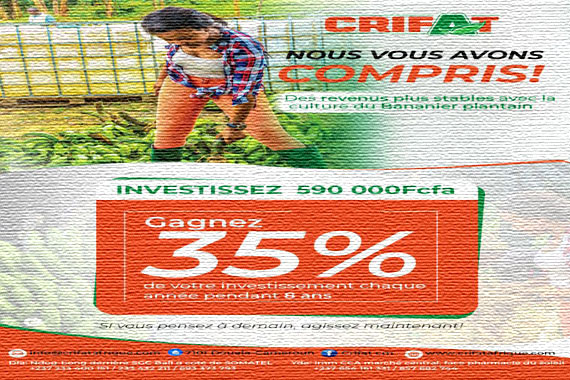 CRIFAT
NOUS VOUS AVONS
COMPRIS!
Des revenus plus stables avec la
culture du Bananier plantain
INVESTISSEZ 590 000Fcfa
Gagnez
35%
de votre investissement chaque
année pendant 8 ans
Si vous pensez à demain, agissez maintenant!